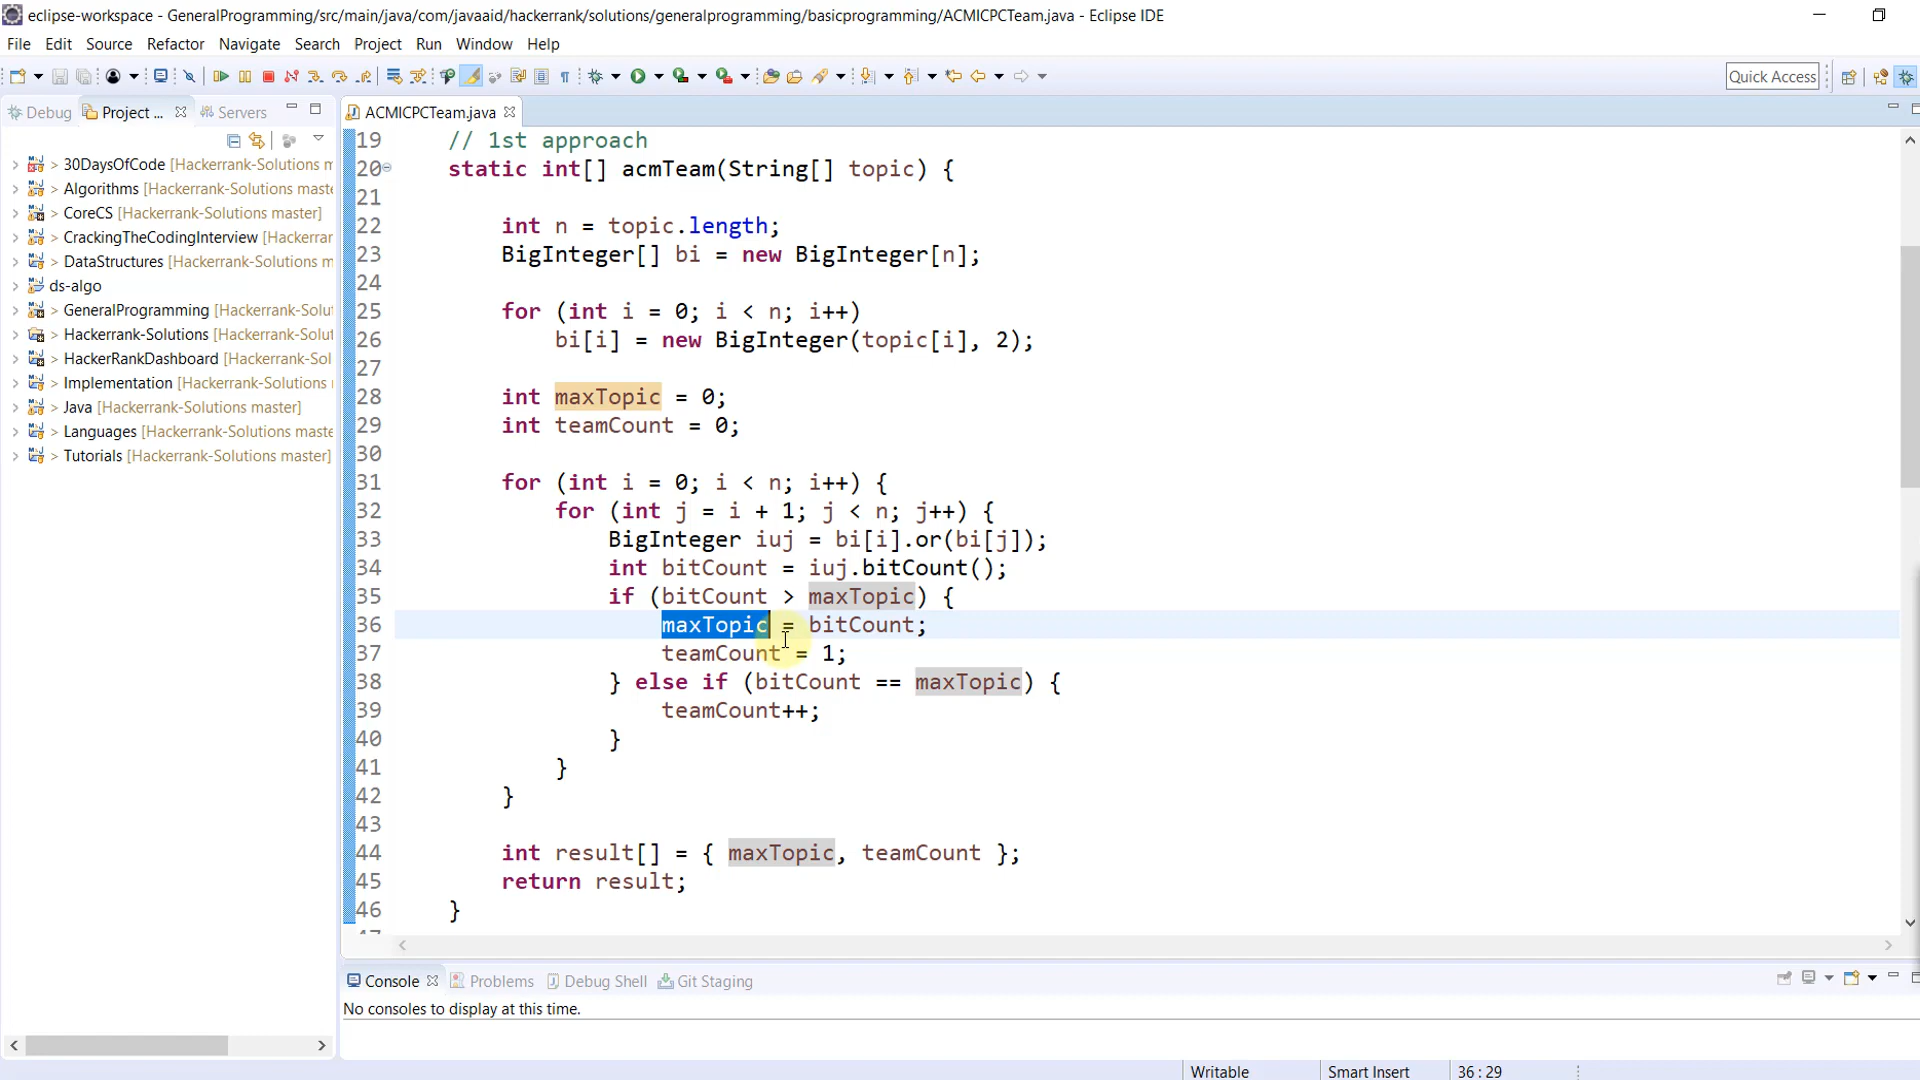 eclipse-workspace - GeneralProgramming/src/main/java/com/javaaid/hackerrank/solutions/generalprogramming/basicprogramming/ACMICPCTeam.java - Eclipse IDE
File Edit Source Refactor Navigate Search Project Run Window Help
Quick Access
Debug Project ... Servers
ACMICPCTeam.java
> 30DaysOfCode [Hackerrank-Solutions m
> Algorithms [Hackerrank-Solutions maste
> CoreCS [Hackerrank-Solutions master]
> CrackingTheCodingInterview [Hackerrar
> DataStructures [Hackerrank-Solutions m
ds-algo
> GeneralProgramming [Hackerrank-Solut
> Hackerrank-Solutions [Hackerrank-Solut
> HackerRankDashboard [Hackerrank-Sol
> Implementation [Hackerrank-Solutions
> Java [Hackerrank-Solutions master]
> Languages [Hackerrank-Solutions maste
> Tutorials [Hackerrank-Solutions master]
19 // 1st approach
20 static int[] acmTeam(String[] topic) {
21
22 int n = topic.length;
23 BigInteger[] bi = new BigInteger[n];
24
25 for (int i = 0; i < n; i++)
26 bi[i] = new BigInteger(topic[i], 2);
27
28 int maxTopic = 0;
29 int teamCount = 0;
30
31 for (int i = 0; i < n; i++) {
32 for (int j = i + 1; j < n; j++) {
33 BigInteger iuj = bi[i].or(bi[j]);
34 int bitCount = iuj.bitCount();
35 if (bitCount > maxTopic) {
36 maxTopic = bitCount;
37 teamCount = 1;
38 } else if (bitCount == maxTopic) {
39 teamCount++;
40 }
41 }
42 }
43
44 int result[] = { maxTopic, teamCount };
45 return result;
46 }
Console Problems Debug Shell Git Staging
No consoles to display at this time.
Writable Smart Insert 36 : 29